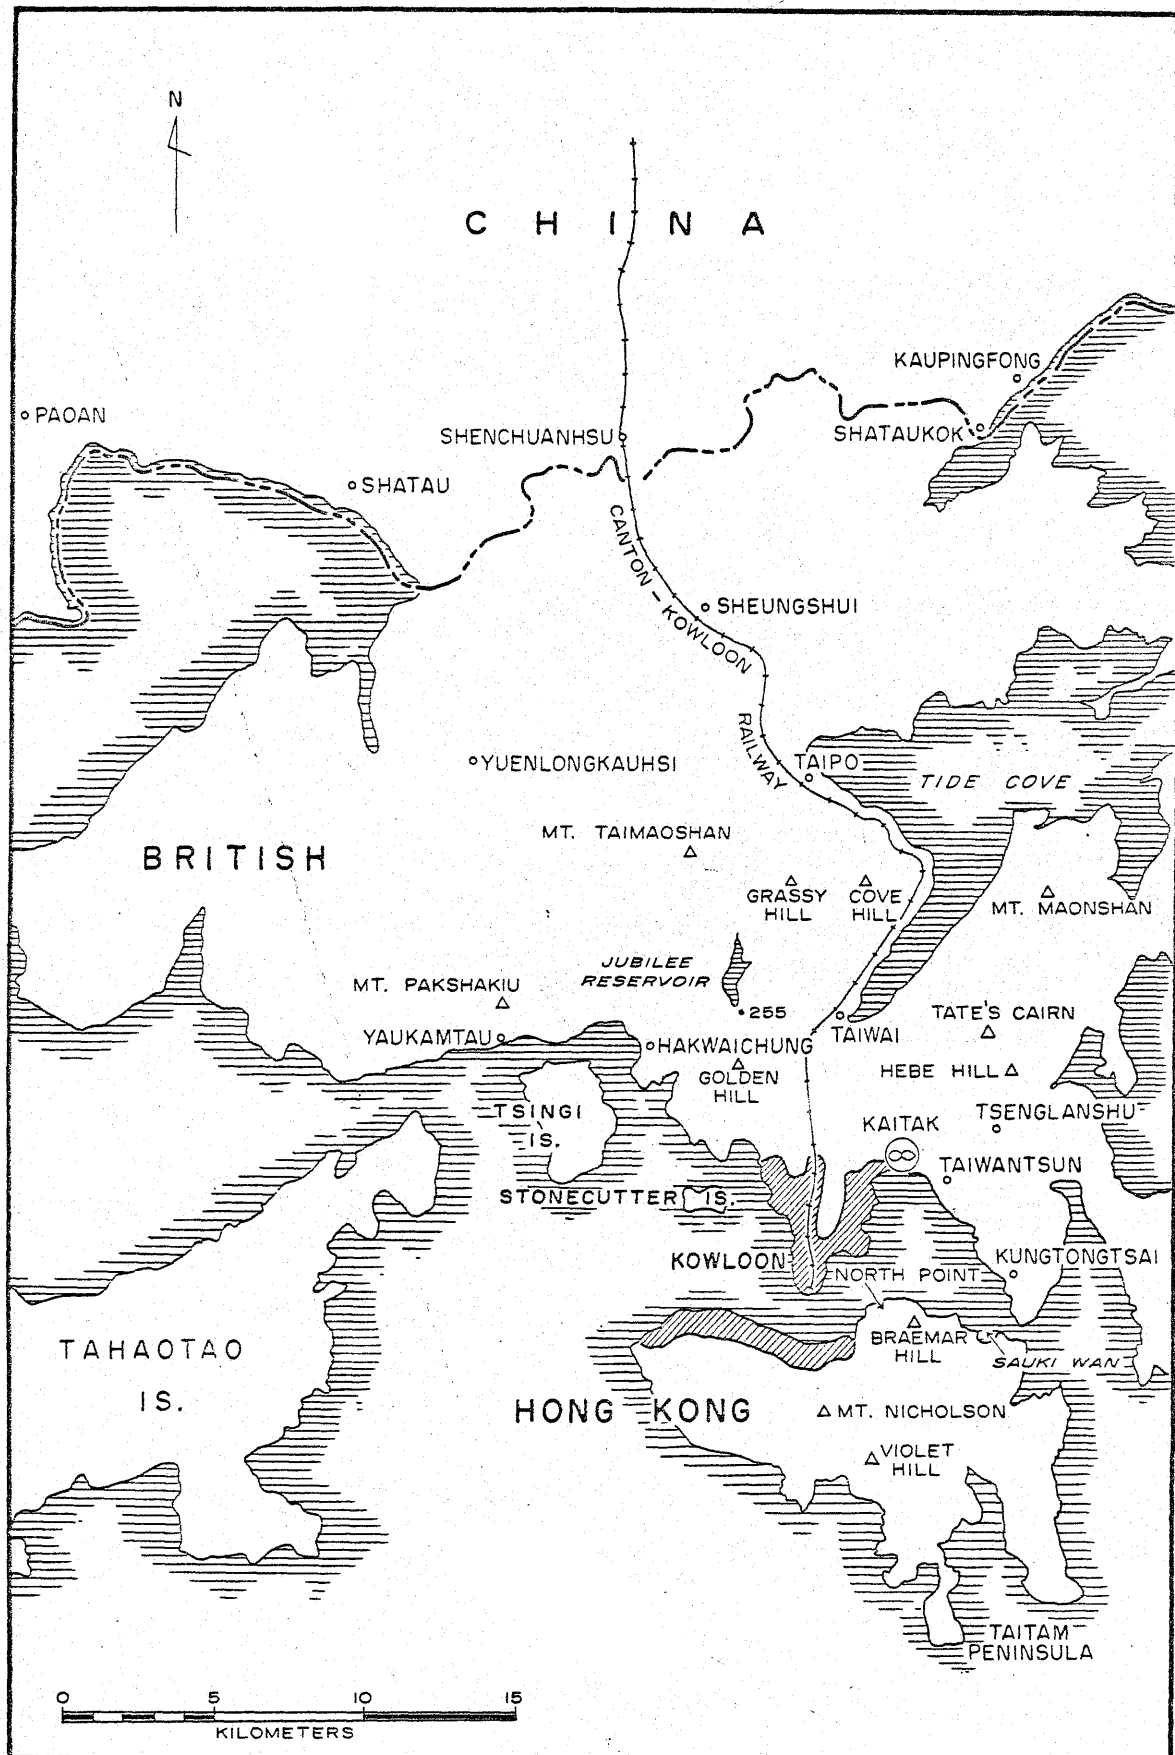 N
CHINA
KAUPINGFONG
PAOAN
SHENCHUANHSU
SHATAUKOK
SHATAU
CANTON – KOWLOON
RAILWAY
SHEUNGSHUI
YUENLONGKAUHSI
TAIPO
TIDE COVE
MT. TAIMAOSHAN
BRITISH
GRASSY
HILL
COVE
HILL
MT. MAONSHAN
JUBILEE
RESERVOIR
MT. PAKSHAKIU
255
TATE'S CAIRN
YAUKAMTAU
HAKWAICHUNG
TAIWAI
GOLDEN
HILL
HEBE HILL
TSINGI
IS.
TSENGLANSHU
KAITAK
TAIWANTSUN
STONECUTTER IS.
KOWLOON
KUNGTONGTSAI
NORTH POINT
BRAEMAR
HILL
SAUKI WAN
TAHAOTAO
IS.
HONG KONG
MT. NICHOLSON
VIOLET
HILL
TAITAM
PENINSULA
0 5 10 15
KILOMETERS